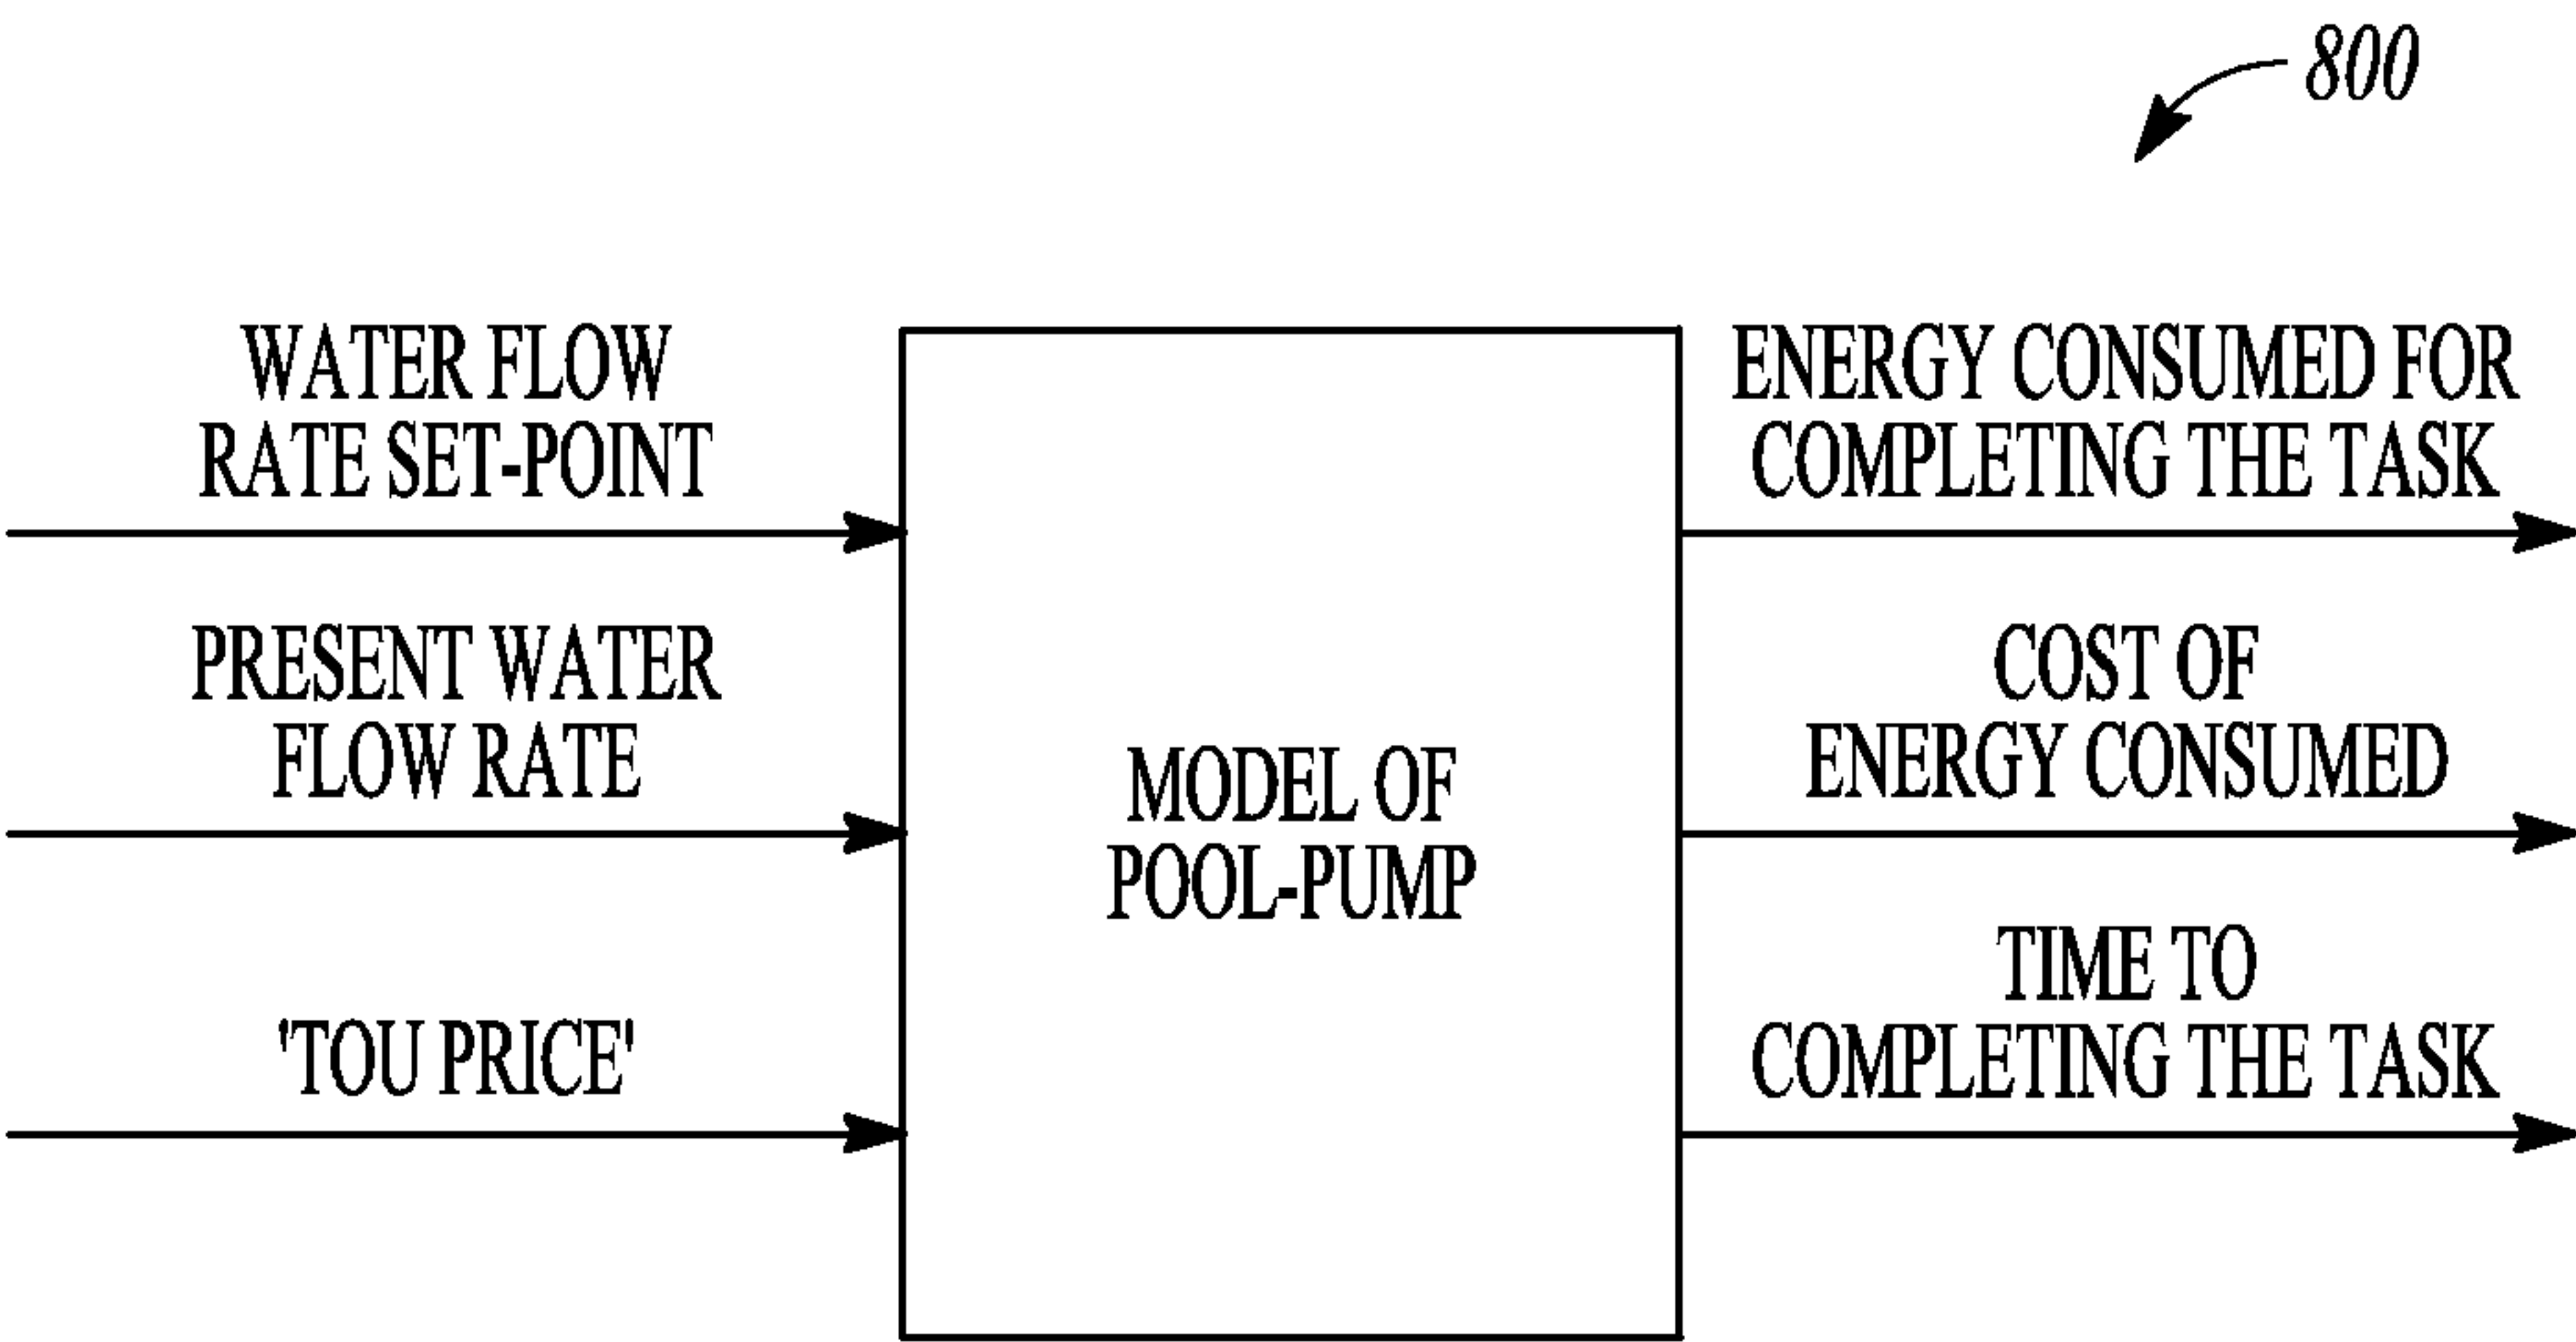 800
WATER FLOW
RATE SET-POINT
PRESENT WATER
FLOW RATE
'TOU PRICE'
MODEL OF
POOL-PUMP
ENERGY CONSUMED FOR
COMPLETING THE TASK
COST OF
ENERGY CONSUMED
TIME TO
COMPLETING THE TASK